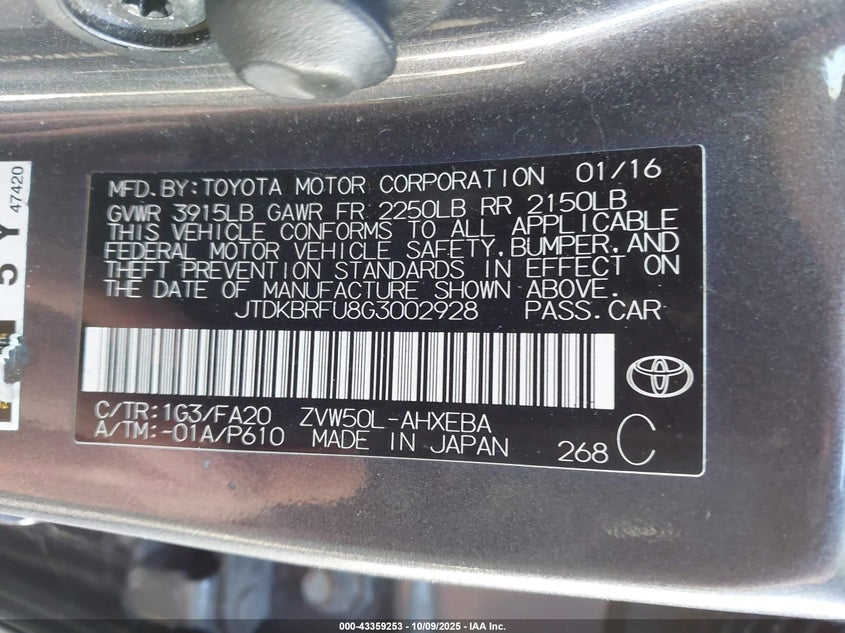 MFD.BY:TOYOTA MOTOR CORPORATION 01/16
GVWR 3915LB GAWR FR 2250LB RR 2150LB
THIS VEHICLE CONFORMS TO ALL APPLICABLE
FEDERAL MOTOR VEHICLE SAFETY,BUMPER,AND
THEFT PREVENTION STANDARDS IN EFFECT ON
THE DATE OF MANUFACTURE SHOWN ABOVE.
JTDKBRFU8G3002928 PASS.CAR
C/TR:1G3/FA20 ZVW50L-AHXEBA
A/TM:-01A/P610 MADE IN JAPAN 268 C
5Y 47420
000-43359253 - 10/09/2025 - IAA Inc.